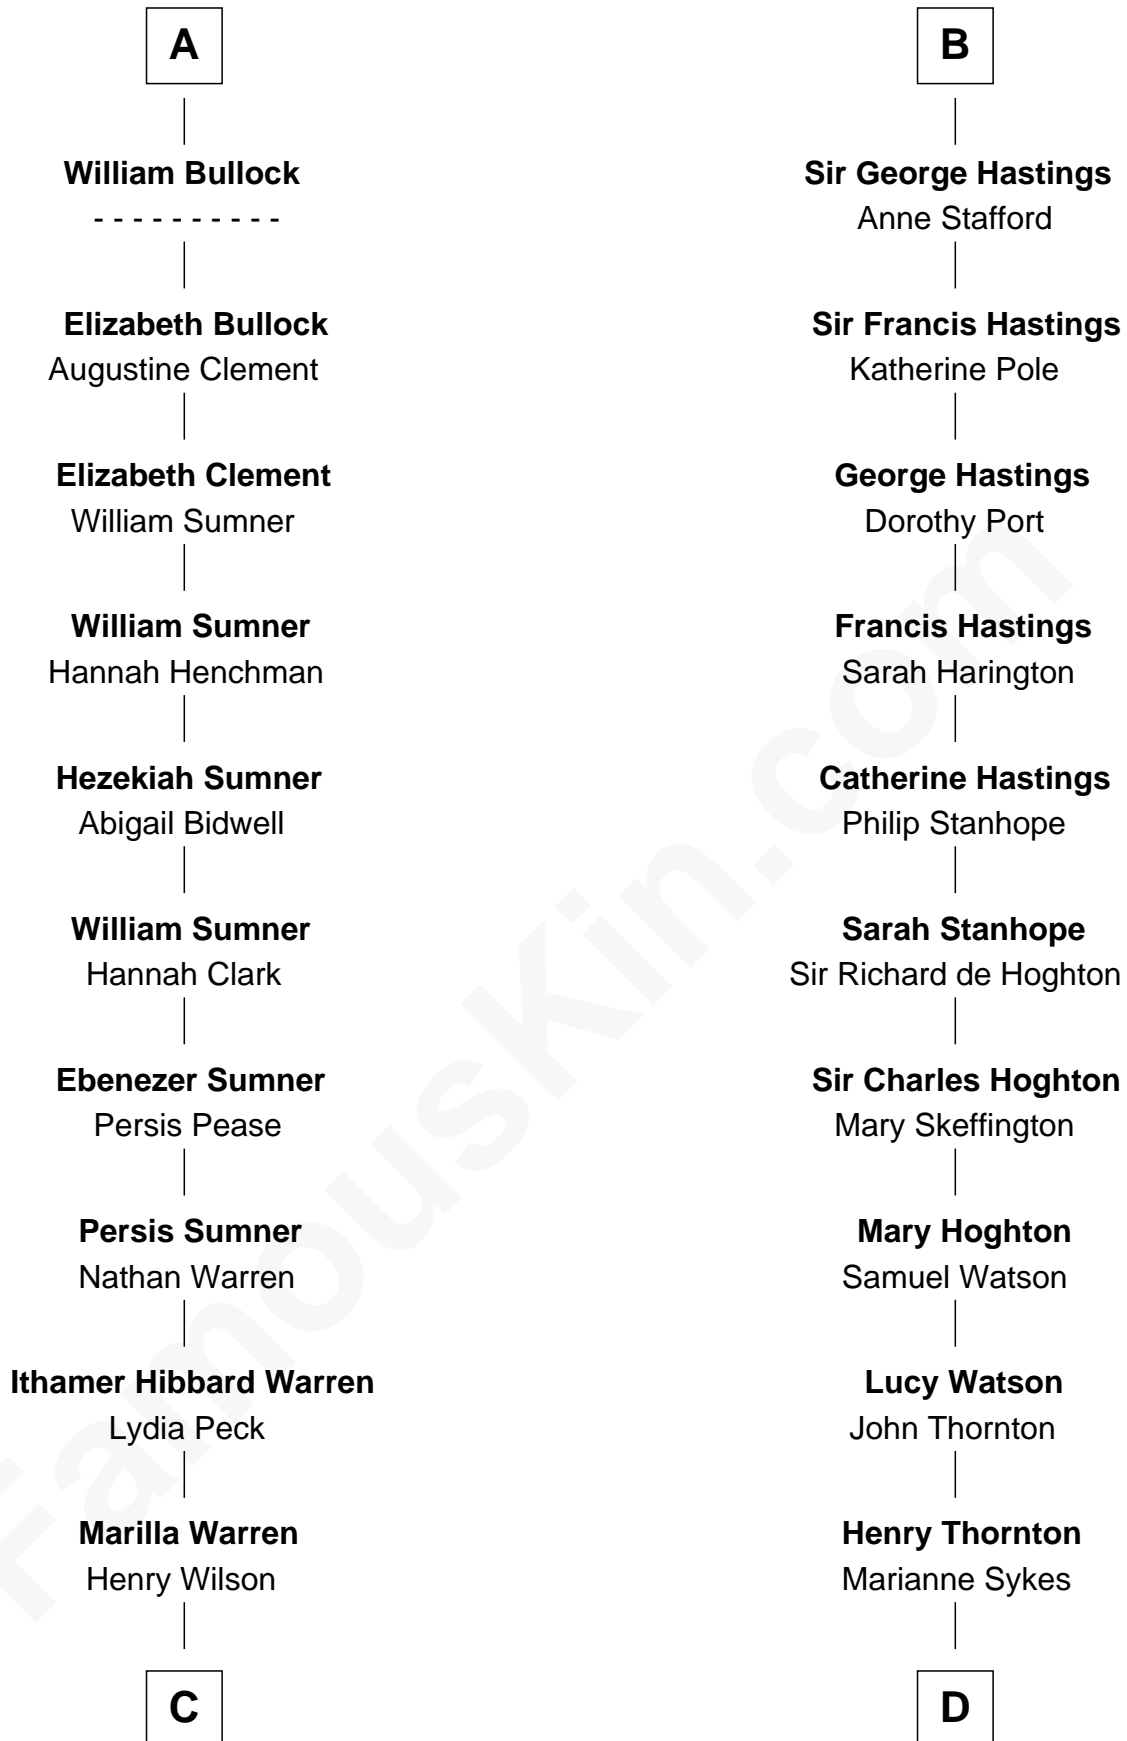 A
William Bullock
- - - - - - - - - -
Elizabeth Bullock
Augustine Clement
Elizabeth Clement
William Sumner
William Sumner
Hannah Henchman
Hezekiah Sumner
Abigail Bidwell
William Sumner
Hannah Clark
Ebenezer Sumner
Persis Pease
Persis Sumner
Nathan Warren
Ithamer Hibbard Warren
Lydia Peck
Marilla Warren
Henry Wilson
C
B
Sir George Hastings
Anne Stafford
Sir Francis Hastings
Katherine Pole
George Hastings
Dorothy Port
Francis Hastings
Sarah Harington
Catherine Hastings
Philip Stanhope
Sarah Stanhope
Sir Richard de Hoghton
Sir Charles Hoghton
Mary Skeffington
Mary Hoghton
Samuel Watson
Lucy Watson
John Thornton
Henry Thornton
Marianne Sykes
D
FamousKin.com